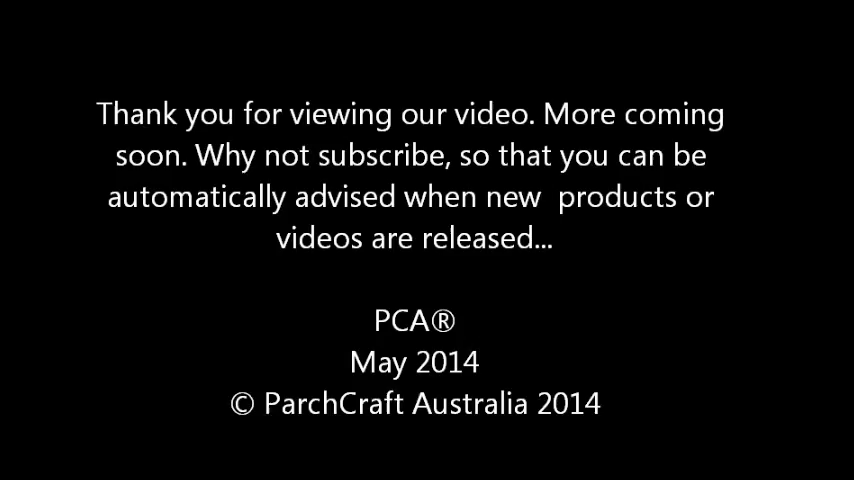 Thank you for viewing our video. More coming
soon. Why not subscribe, so that you can be
automatically advised when new  products or
videos are released...
PCA®
May 2014
© ParchCraft Australia 2014